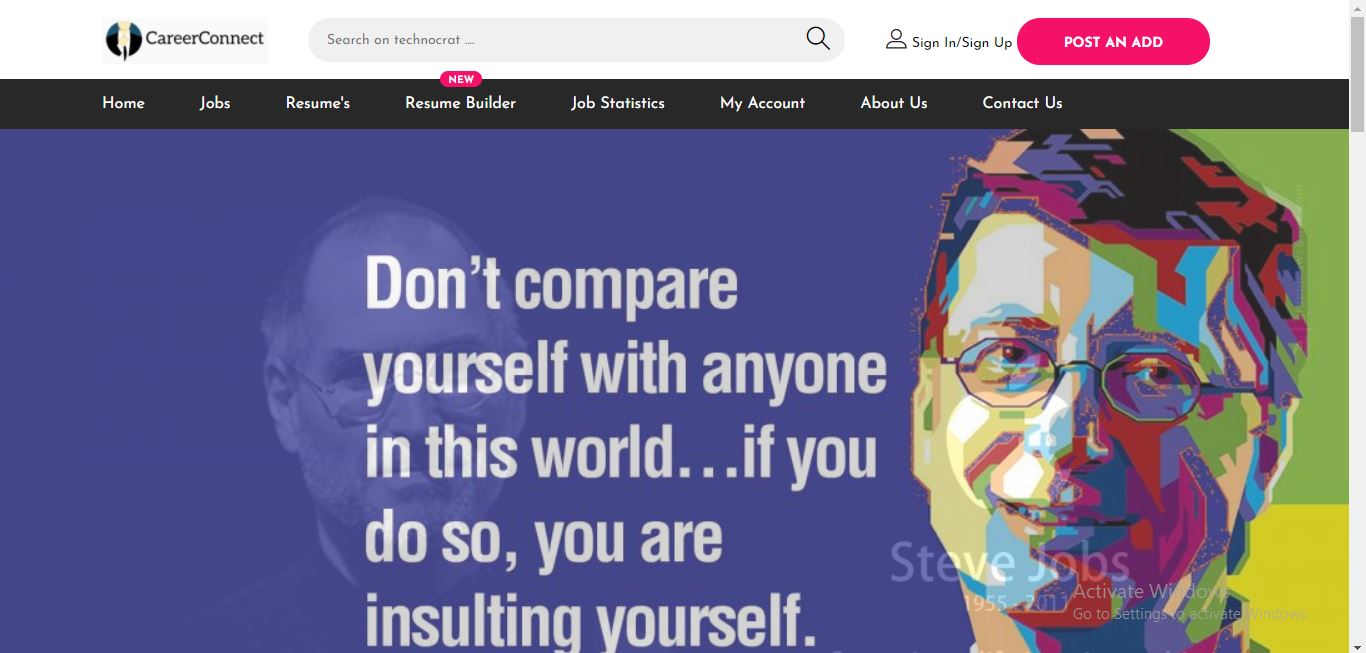 CareerConnect
Search on technocrat ....
Sign In/Sign Up
POST AN ADD
NEW
Home
Jobs
Resume's
Resume Builder
Job Statistics
My Account
About Us
Contact Us
Don't compare
yourself with anyone
in this world...if you
do so, you are
insulting yourself.
Steve Jobs
1955 - 2011
Activate Windows
Go to Settings to activate Windows.